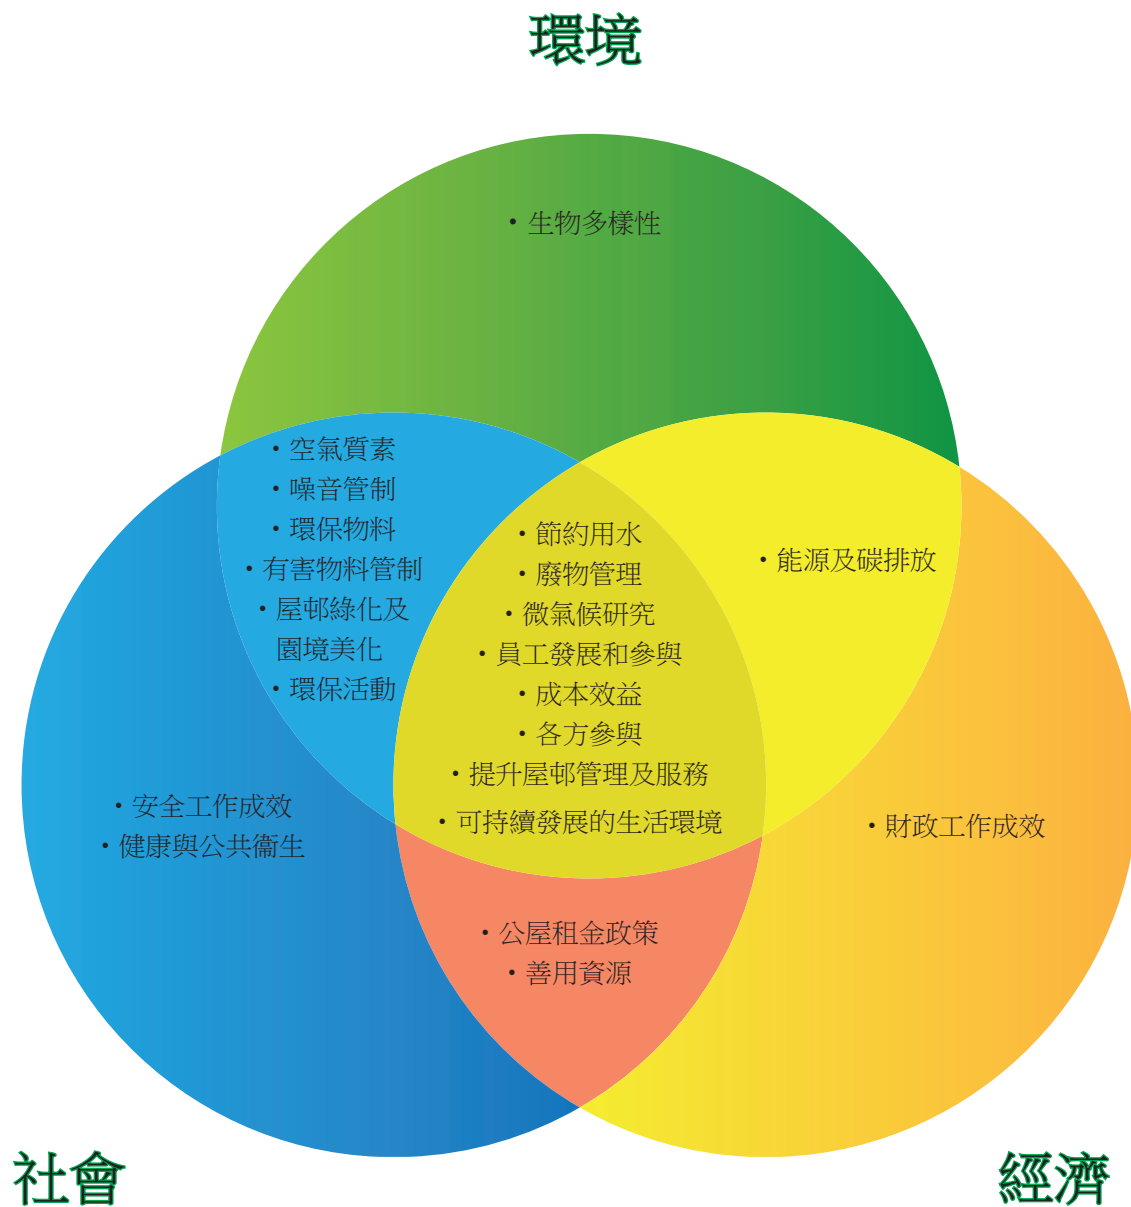 環境
・生物多樣性
・空氣質素
・噪音管制
・環保物料
・有害物料管制
・屋邨綠化及
園境美化
・環保活動
・節約用水
・廢物管理
・微氣候研究
・員工發展和參與
・成本效益
・各方參與
・提升屋邨管理及服務
・可持續發展的生活環境
・能源及碳排放
・安全工作成效
・健康與公共衞生
・財政工作成效
・公屋租金政策
・善用資源
社會
經濟